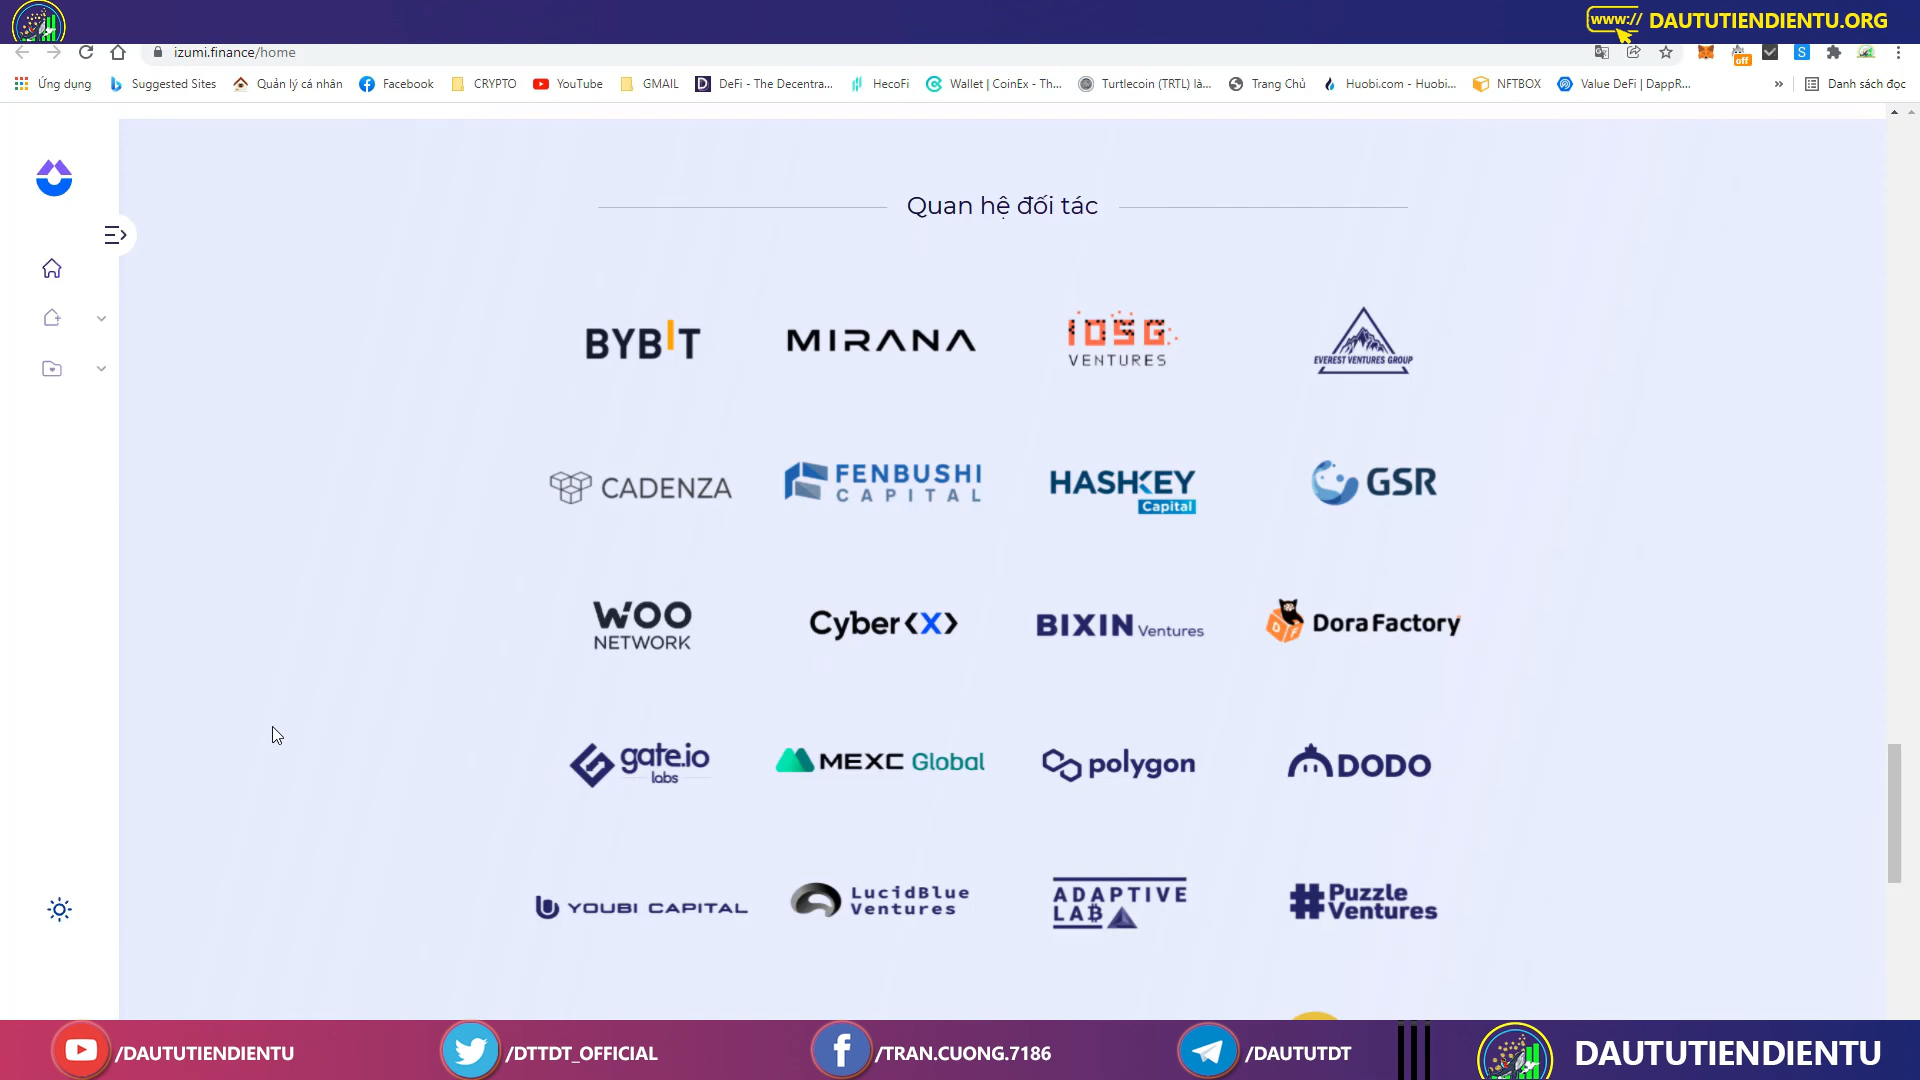 www:// DAUTUTIENDIENTU.ORG
izumi.finance/home
off
S
Ứng dụng
Suggested Sites
Quản lý cá nhân
Facebook
CRYPTO
YouTube
GMAIL
DeFi - The Decentra...
HecoFi
Wallet | CoinEx - Th...
Turtlecoin (TRTL) là...
Trang Chủ
Huobi.com - Huobi...
NFTBOX
Value DeFi | DappR...
»
Danh sách đọc
Quan hệ đối tác
BYBIT
MIRANA
IOSG
VENTURES
EVEREST VENTURES GROUP
CADENZA
FENBUSHI
CAPITAL
HASHKEY
Capital
GSR
WOO
NETWORK
Cyber<X>
BIXIN Ventures
DF
Dora Factory
gate.io
labs
MEXC Global
polygon
DODO
YOUBI CAPITAL
LucidBlue
Ventures
ADAPTIVE
LAB
#Puzzle
Ventures
/DAUTUTIENDIENTU
/DTTDT_OFFICIAL
/TRAN.CUONG.7186
/DAUTUTDT
DAUTUTIENDIENTU